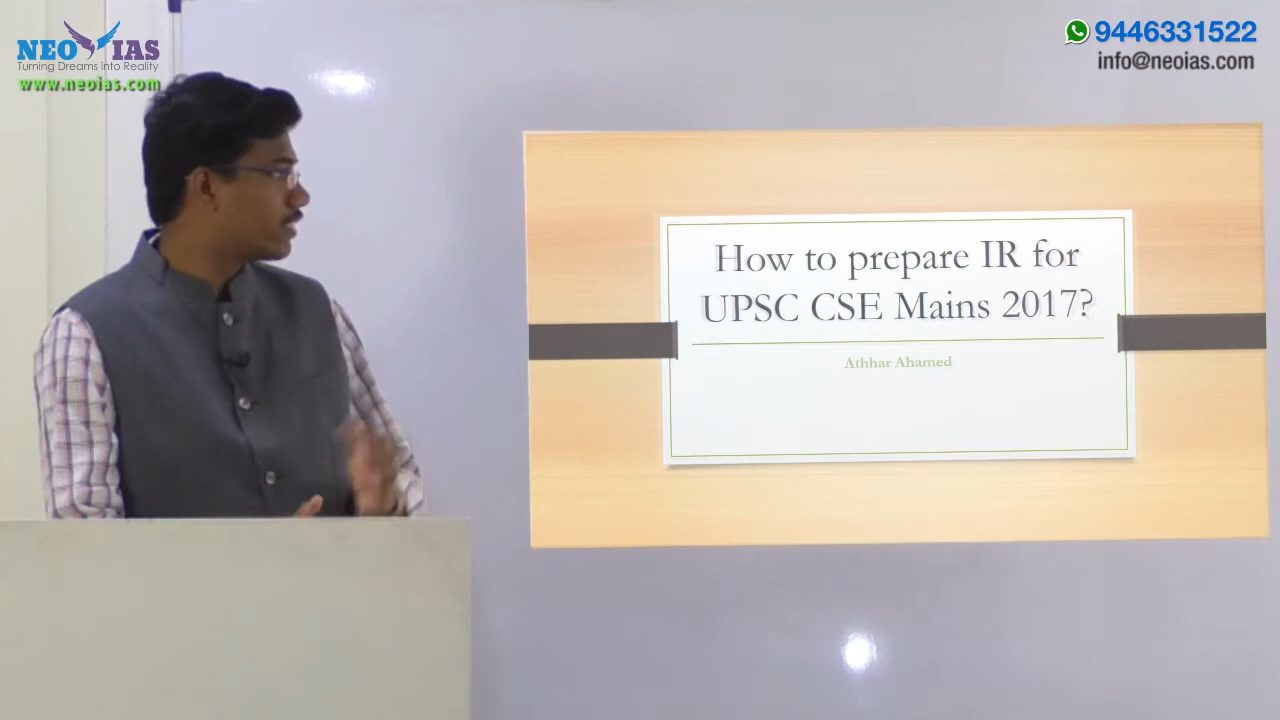 NEO IAS
Turning Dreams into Reality
www.neoias.com
9446331522
info@neoias.com
How to prepare IR for
UPSC CSE Mains 2017?
Athhar Ahamed